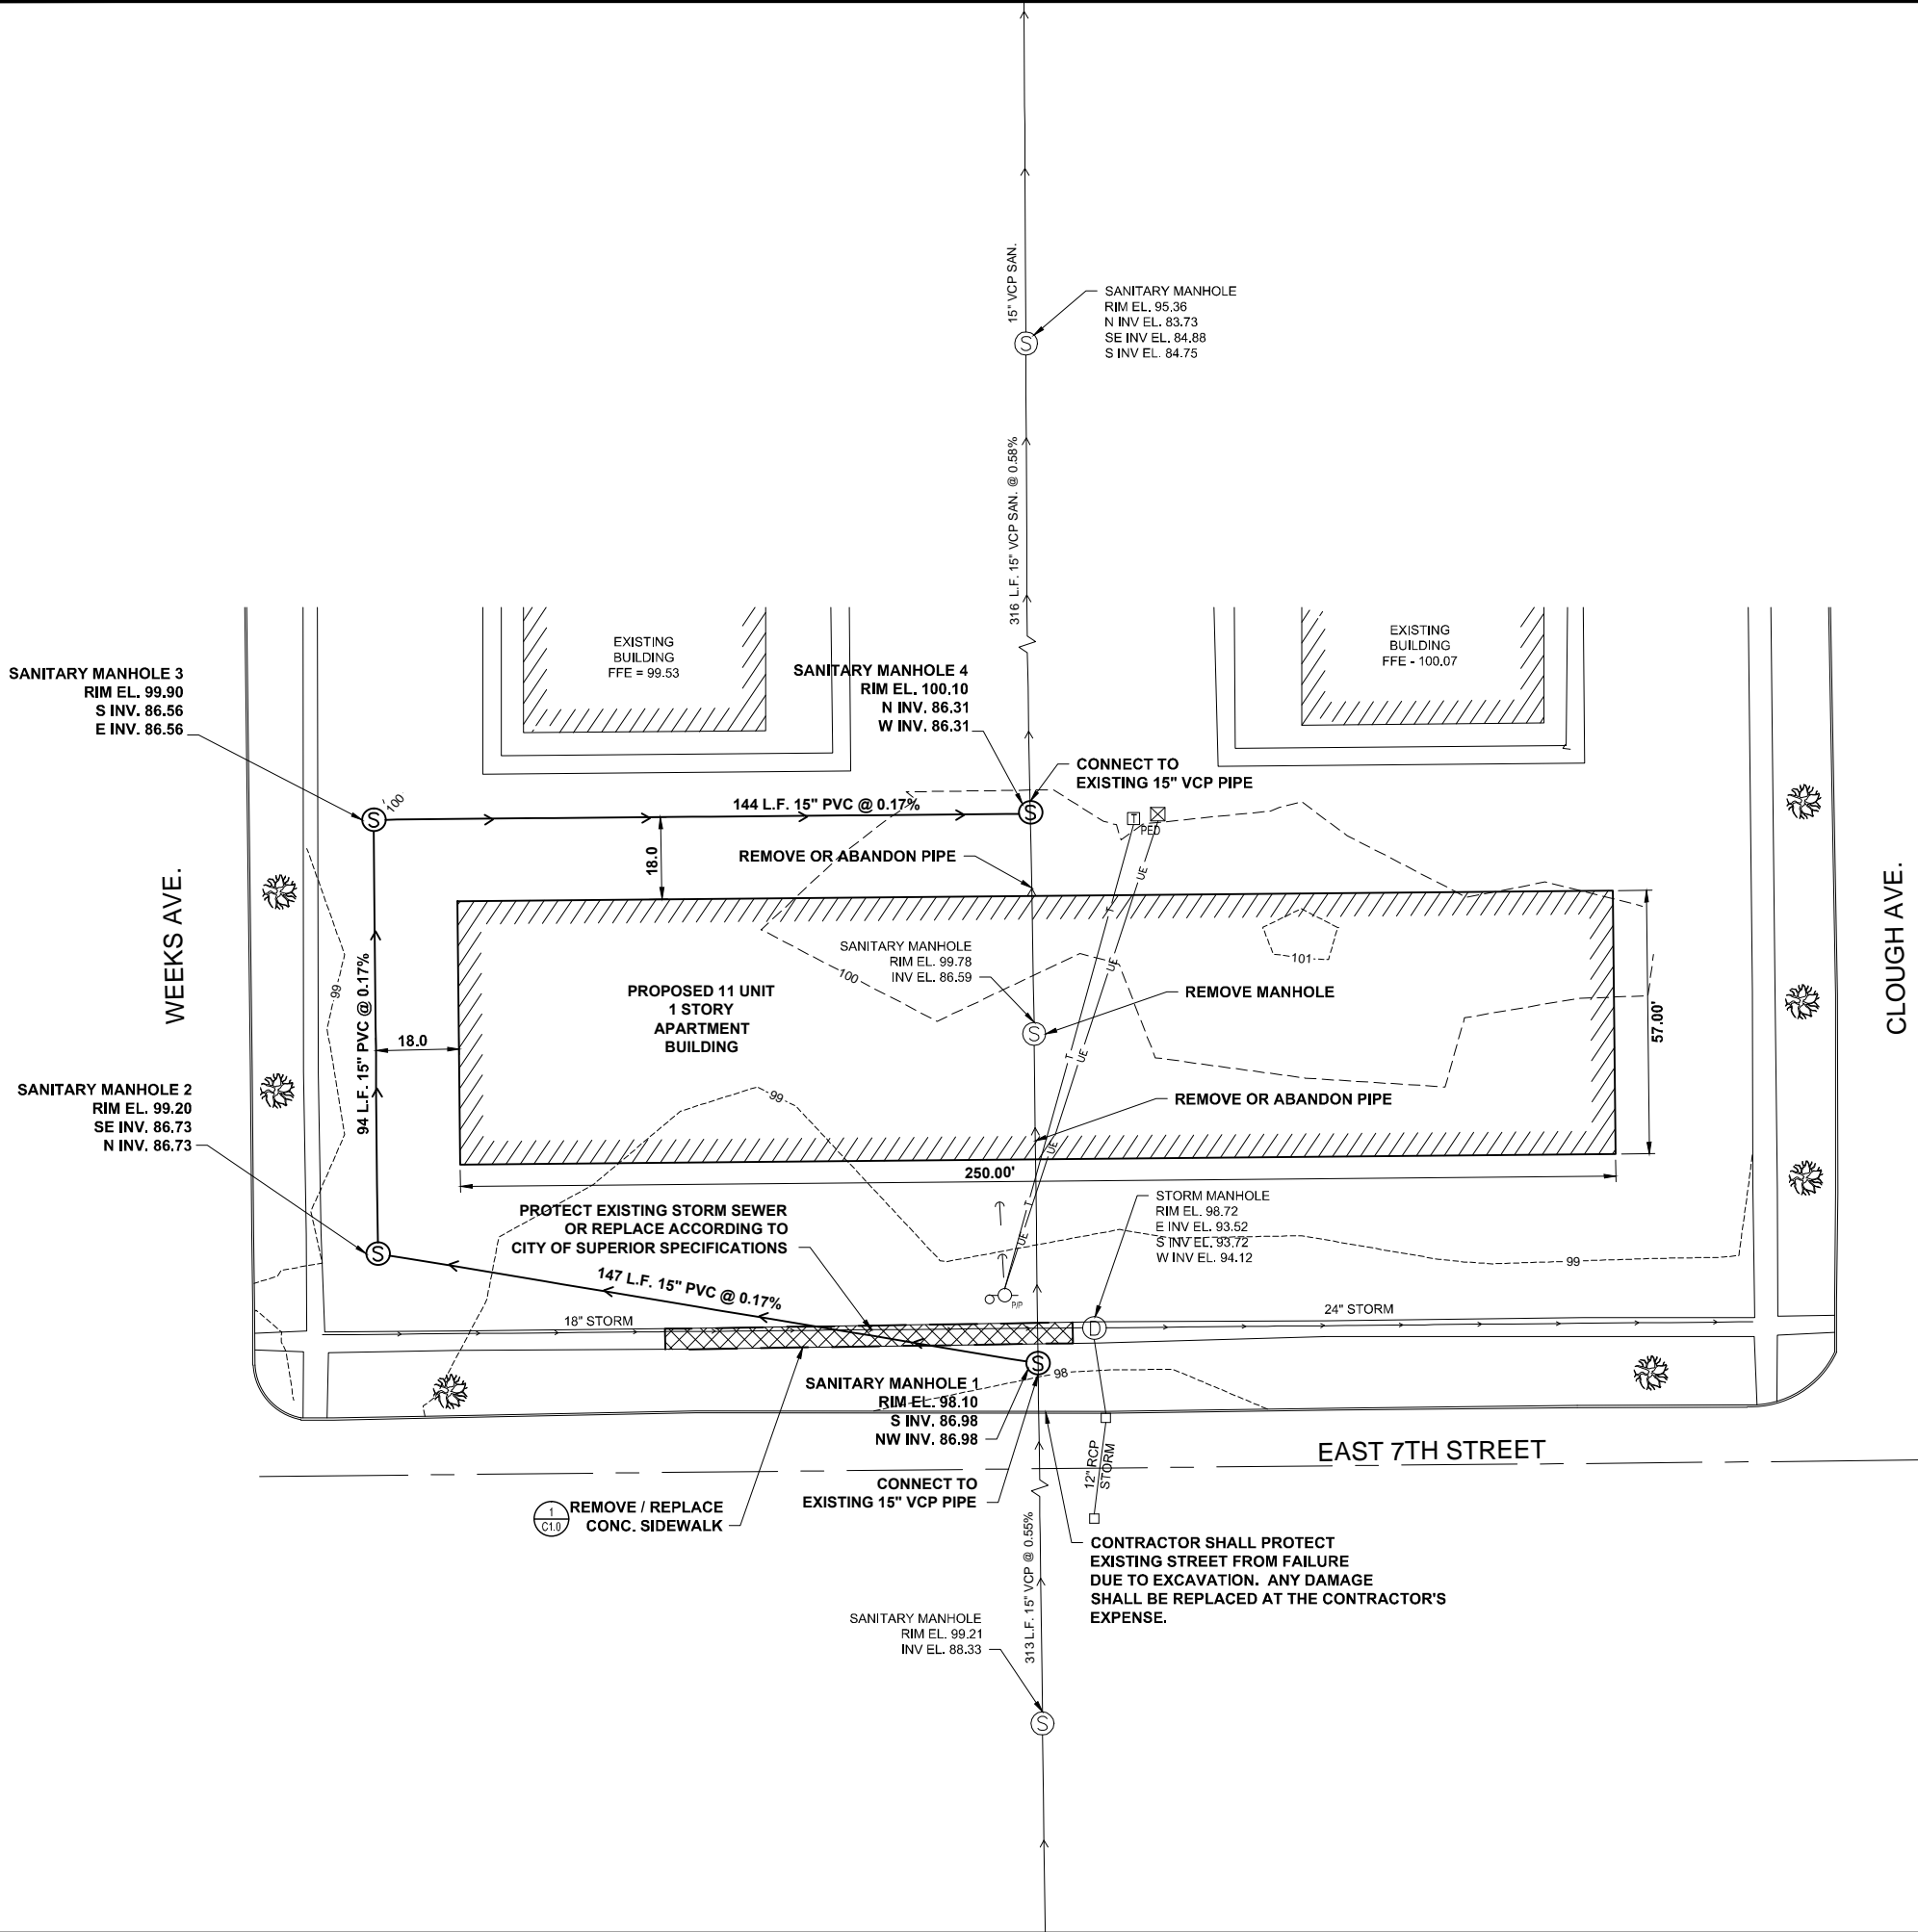 15" VCP SAN.
SANITARY MANHOLE
RIM EL. 95.36
N INV EL. 83.73
SE INV EL. 84.88
S INV EL. 84.75
316 L.F. 15" VCP SAN. @ 0.58%
EXISTING
BUILDING
FFE = 99.53
EXISTING
BUILDING
FFE - 100.07
SANITARY MANHOLE 3
RIM EL. 99.90
S INV. 86.56
E INV. 86.56
SANITARY MANHOLE 4
RIM EL. 100.10
N INV. 86.31
W INV. 86.31
CONNECT TO
EXISTING 15" VCP PIPE
S
S
100
144 L.F. 15" PVC @ 0.17%
S
T
PED
18.0
REMOVE OR ABANDON PIPE
UE
T
WEEKS AVE.
CLOUGH AVE.
SANITARY MANHOLE
RIM EL. 99.78
INV EL. 86.59
100
101
UE
99
94 L.F. 15" PVC @ 0.17%
18.0
PROPOSED 11 UNIT
1 STORY
APARTMENT
BUILDING
REMOVE MANHOLE
S
57.00'
T
UE
SANITARY MANHOLE 2
RIM EL. 99.20
SE INV. 86.73
N INV. 86.73
99
REMOVE OR ABANDON PIPE
UE
250.00'
PROTECT EXISTING STORM SEWER
OR REPLACE ACCORDING TO
CITY OF SUPERIOR SPECIFICATIONS
T
UE
STORM MANHOLE
RIM EL. 98.72
E INV EL. 93.52
S INV EL. 93.72
W INV EL. 94.12
S
99
147 L.F. 15" PVC @ 0.17%
P/P
18" STORM
D
24" STORM
S
98
SANITARY MANHOLE 1
RIM EL. 98.10
S INV. 86.98
NW INV. 86.98
EAST 7TH STREET
12" RCP
STORM
CONNECT TO
EXISTING 15" VCP PIPE
1
C1.0
REMOVE / REPLACE
CONC. SIDEWALK
313 L.F. 15" VCP @ 0.55%
CONTRACTOR SHALL PROTECT
EXISTING STREET FROM FAILURE
DUE TO EXCAVATION. ANY DAMAGE
SHALL BE REPLACED AT THE CONTRACTOR'S
EXPENSE.
SANITARY MANHOLE
RIM EL. 99.21
INV EL. 88.33
S